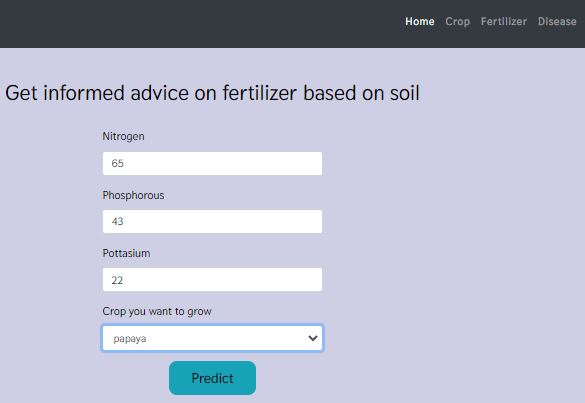 Home Crop Fertilizer Disease
Get informed advice on fertilizer based on soil
Nitrogen
65
Phosphorous
43
Pottasium
22
Crop you want to grow
papaya
Predict